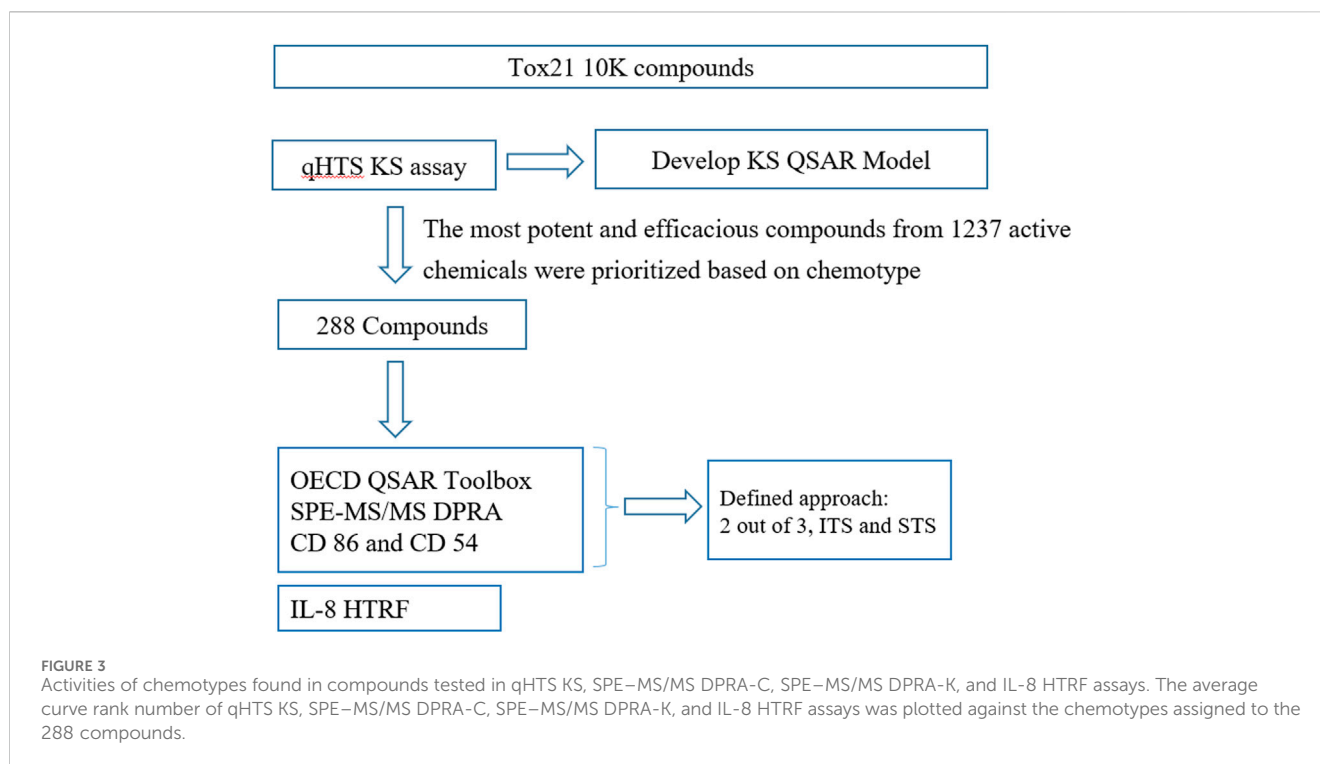 Tox21 10K compounds
qHTS KS assay
Develop KS QSAR Model
The most potent and efficacious compounds from 1237 active
chemicals were prioritized based on chemotype
288 Compounds
OECD QSAR Toolbox
SPE-MS/MS DPRA
CD 86 and CD 54
Defined approach:
2 out of 3, ITS and STS
IL-8 HTRF
FIGURE 3
Activities of chemotypes found in compounds tested in qHTS KS, SPE–MS/MS DPRA-C, SPE–MS/MS DPRA-K, and IL-8 HTRF assays. The average
curve rank number of qHTS KS, SPE–MS/MS DPRA-C, SPE–MS/MS DPRA-K, and IL-8 HTRF assays was plotted against the chemotypes assigned to the
288 compounds.